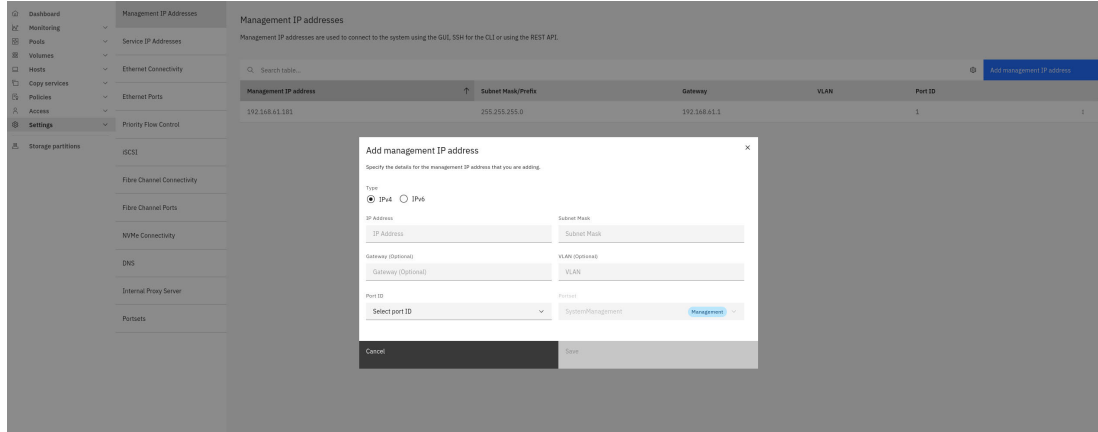 Dashboard
Monitoring
Pools
Volumes
Hosts
Copy services
Policies
Access
Settings
Storage partitions
Management IP Addresses
Service IP Addresses
Ethernet Connectivity
Ethernet Ports
Priority Flow Control
iSCSI
Fibre Channel Connectivity
Fibre Channel Ports
NVMe Connectivity
DNS
Internal Proxy Server
Portsets
Management IP addresses
Management IP addresses are used to connect to the system using the GUI, SSH for the CLI or using the REST API.
Search table...
Add management IP address
Management IP address Subnet Mask/Prefix Gateway VLAN Port ID
192.168.61.181 255.255.255.0 192.168.61.1 1
Add management IP address
Specify the details for the management IP address that you are adding.
Type
IPv4 IPv6
IP Address Subnet Mask
IP Address Subnet Mask
Gateway (Optional) VLAN (Optional)
Gateway (Optional) VLAN
Port ID Portset
Select port ID SystemManagement Management
Cancel Save